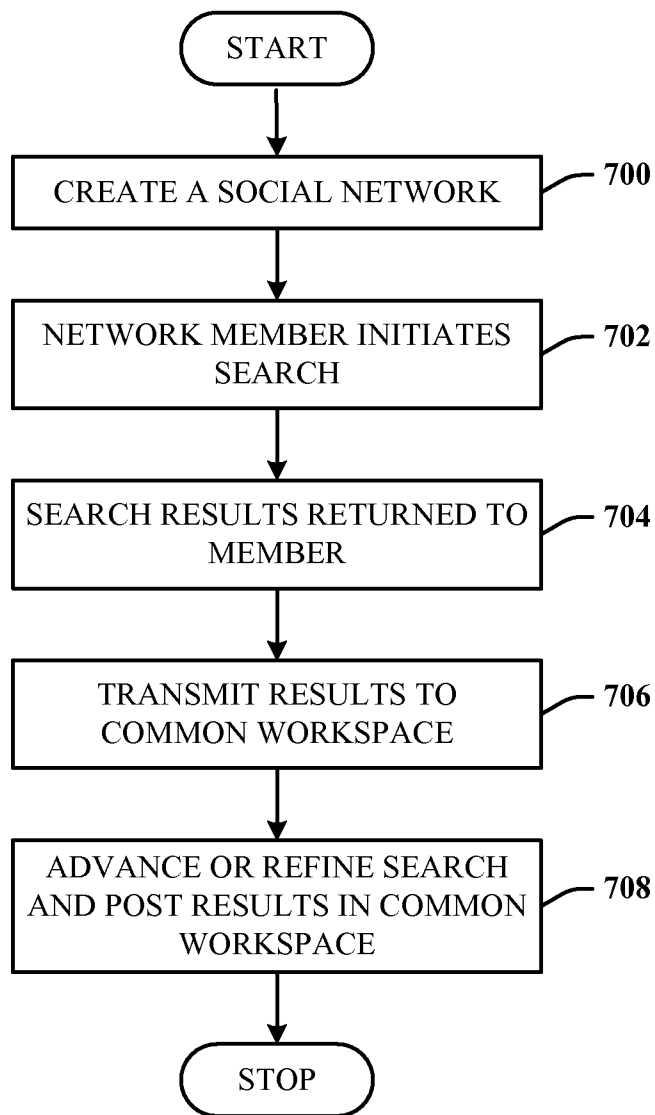 START
CREATE A SOCIAL NETWORK
700
NETWORK MEMBER INITIATES
SEARCH
702
SEARCH RESULTS RETURNED TO
MEMBER
704
TRANSMIT RESULTS TO
COMMON WORKSPACE
706
ADVANCE OR REFINE SEARCH
AND POST RESULTS IN COMMON
WORKSPACE
708
STOP